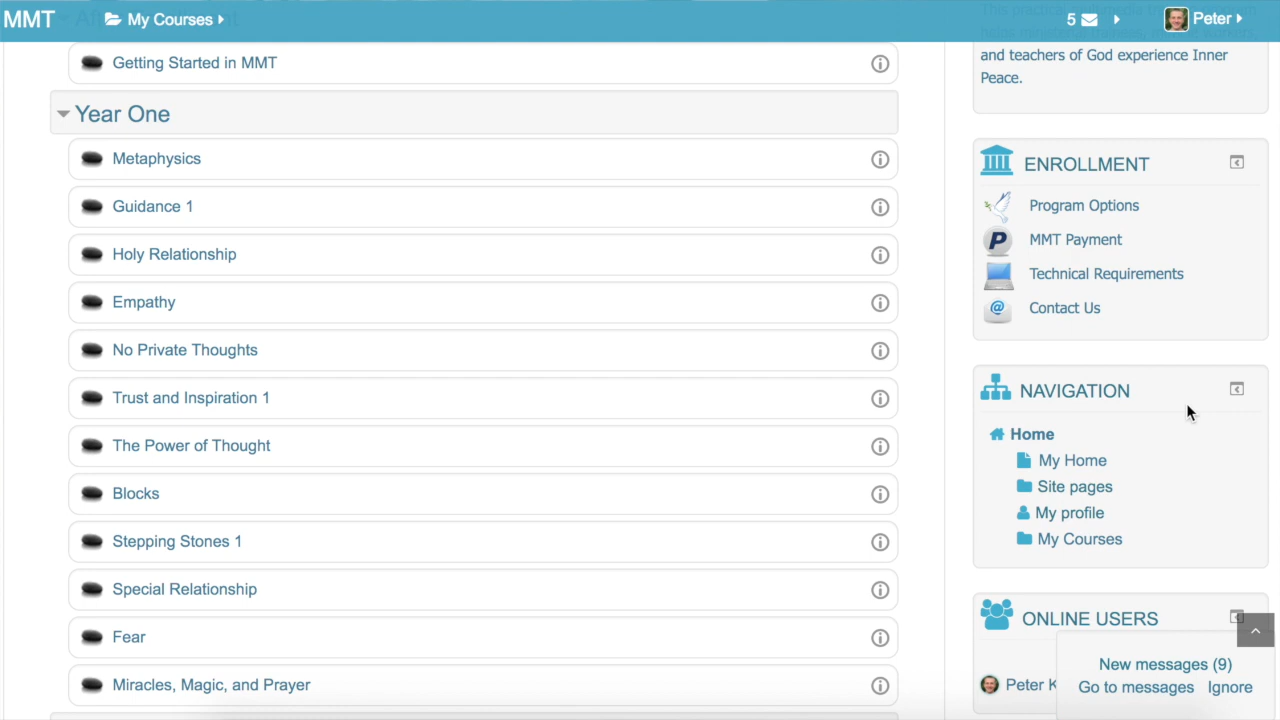 MMT
My Courses
5
Peter
Getting Started in MMT
Year One
Metaphysics
Guidance 1
Holy Relationship
Empathy
No Private Thoughts
Trust and Inspiration 1
The Power of Thought
Blocks
Stepping Stones 1
Special Relationship
Fear
Miracles, Magic, and Prayer
and teachers of God experience Inner
Peace.
ENROLLMENT
Program Options
MMT Payment
Technical Requirements
Contact Us
NAVIGATION
Home
My Home
Site pages
My profile
My Courses
ONLINE USERS
Peter K
New messages (9)
Go to messages Ignore